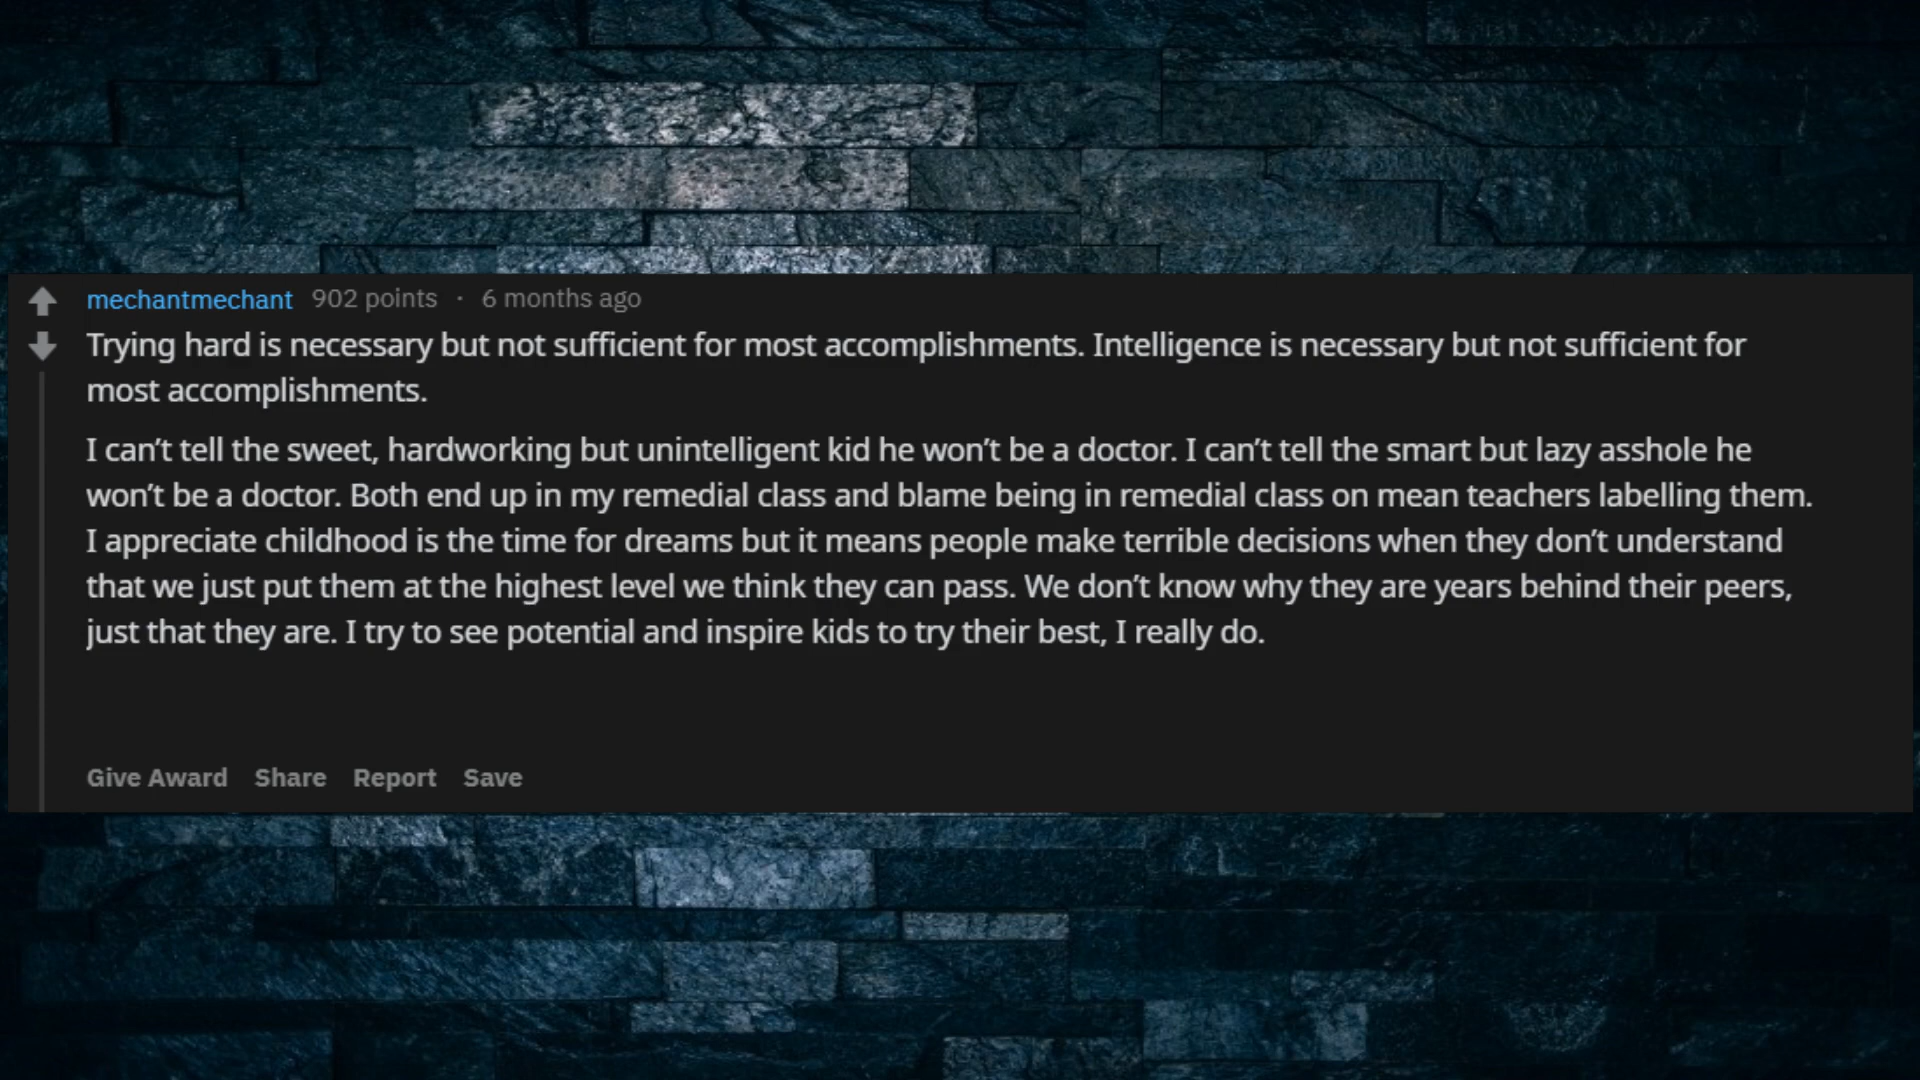 mechantmechant 902 points · 6 months ago
Trying hard is necessary but not sufficient for most accomplishments. Intelligence is necessary but not sufficient for
most accomplishments.
I can’t tell the sweet, hardworking but unintelligent kid he won’t be a doctor. I can’t tell the smart but lazy asshole he
won’t be a doctor. Both end up in my remedial class and blame being in remedial class on mean teachers labelling them.
I appreciate childhood is the time for dreams but it means people make terrible decisions when they don’t understand
that we just put them at the highest level we think they can pass. We don’t know why they are years behind their peers,
just that they are. I try to see potential and inspire kids to try their best, I really do.
Give Award Share Report Save